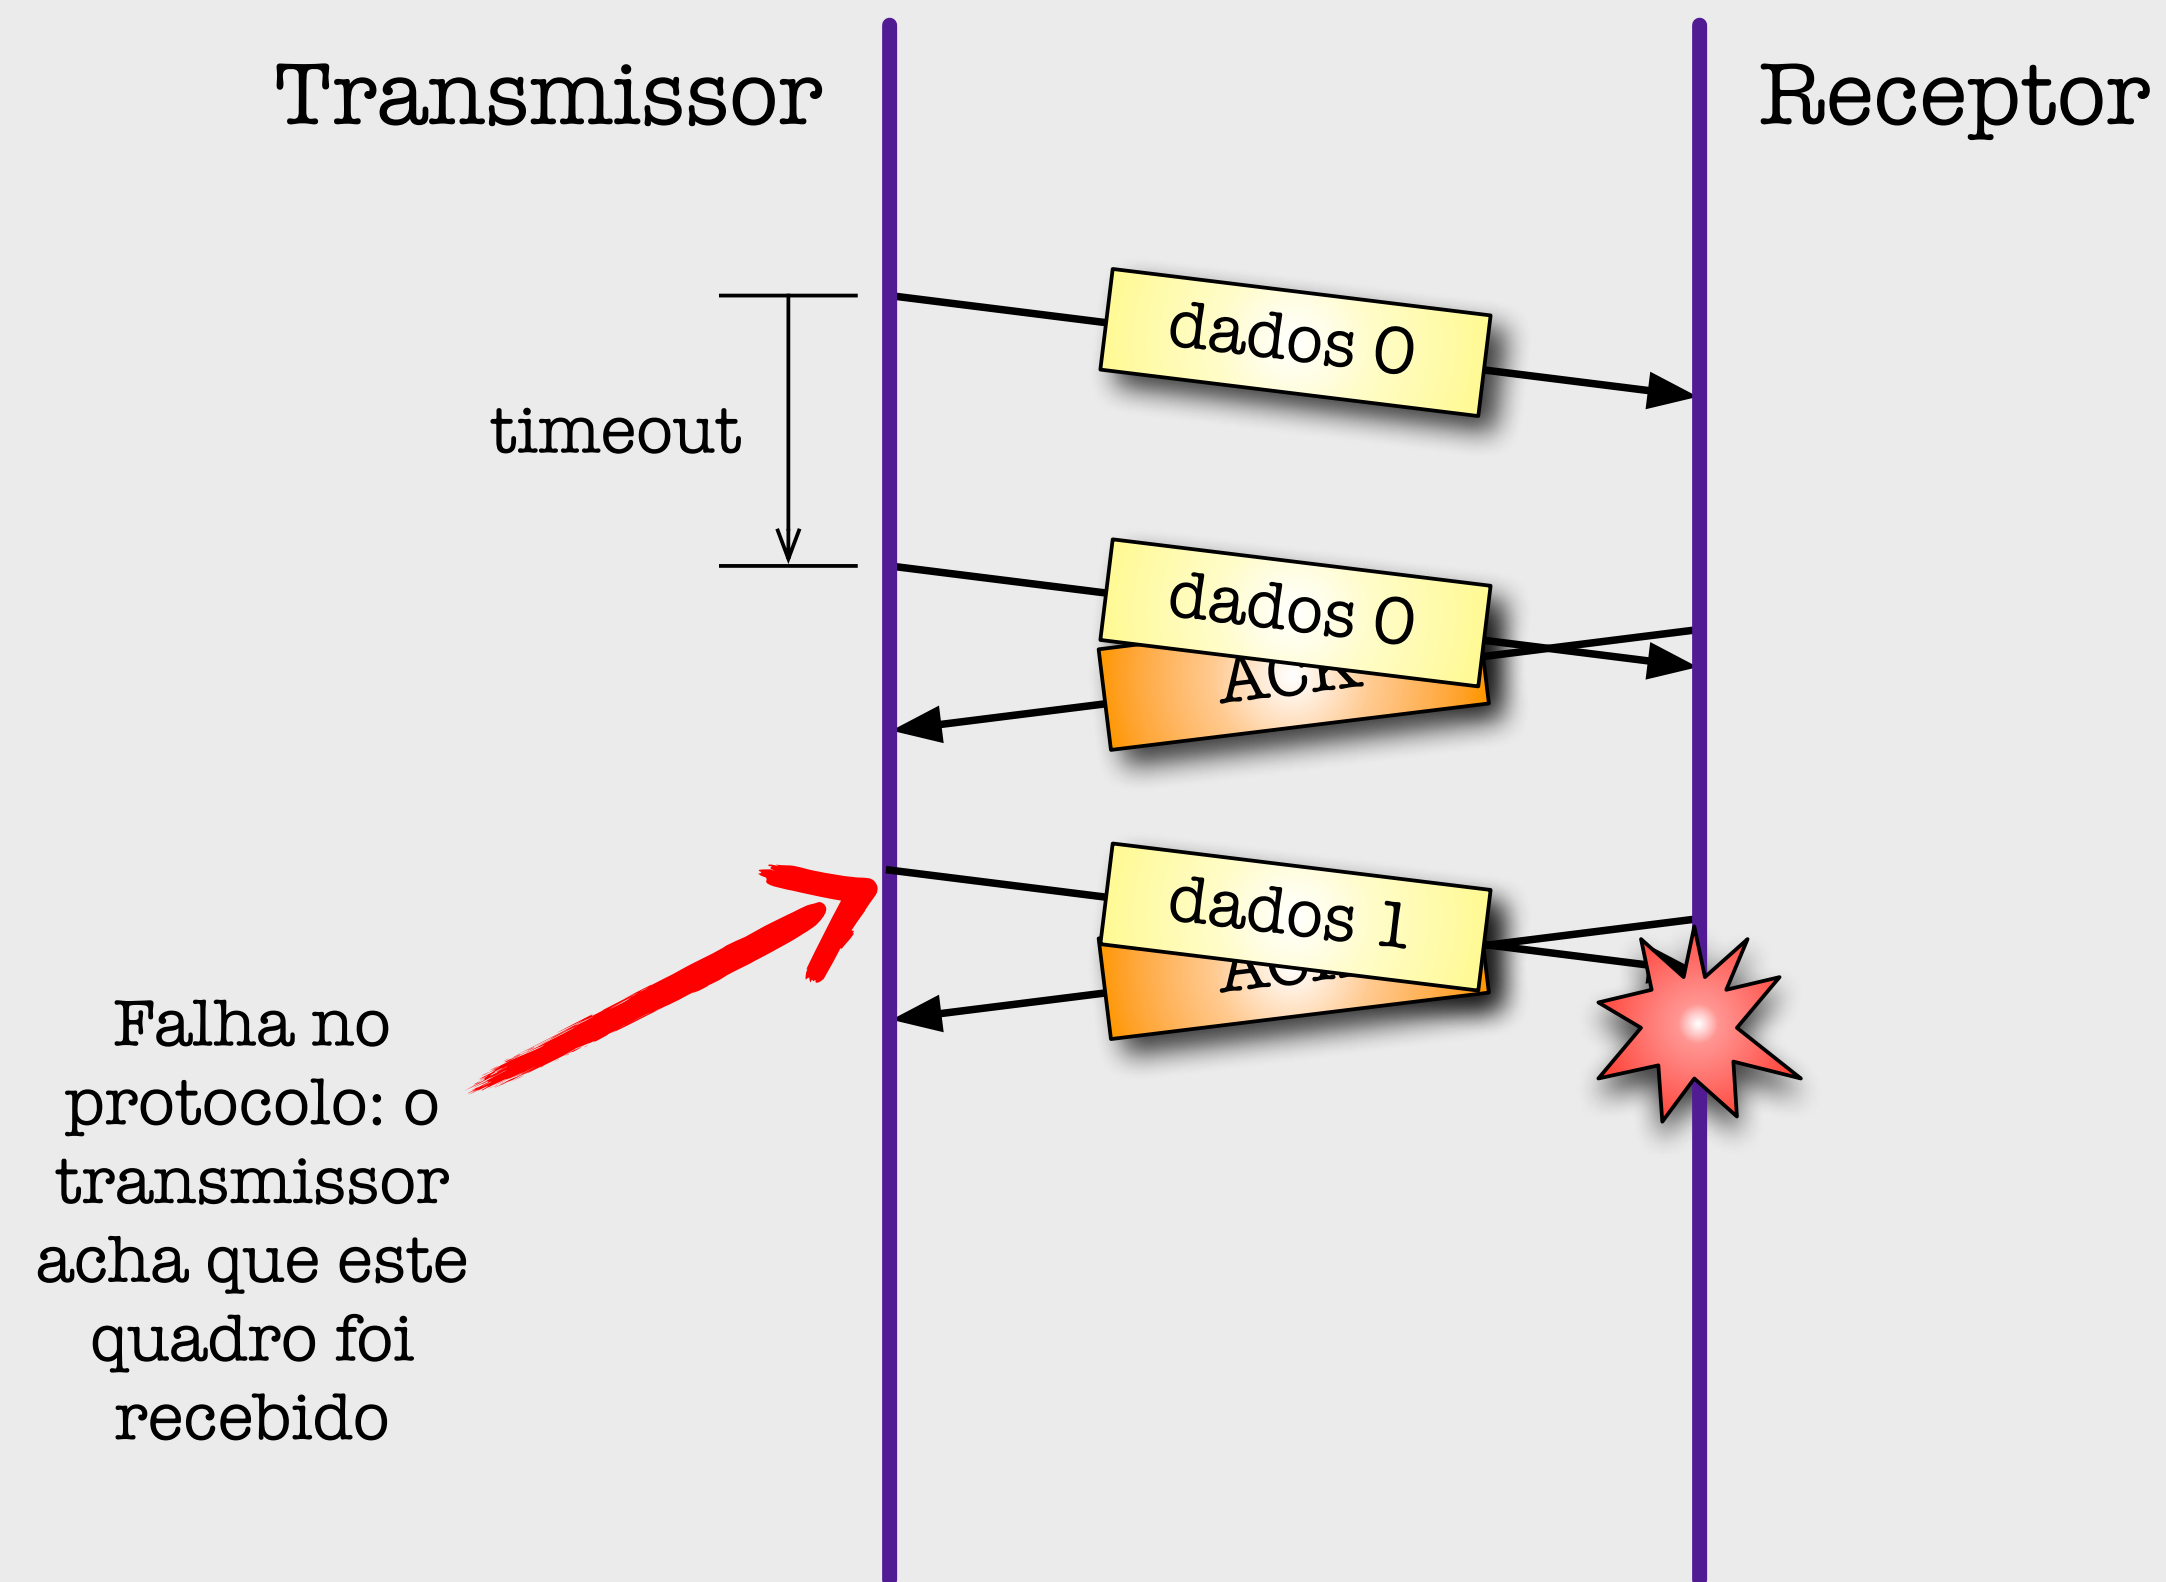 Transmissor
Receptor
dados 0
timeout
dados 0
ACK
dados 1
Falha no
protocolo: o
transmissor
acha que este
quadro foi
recebido